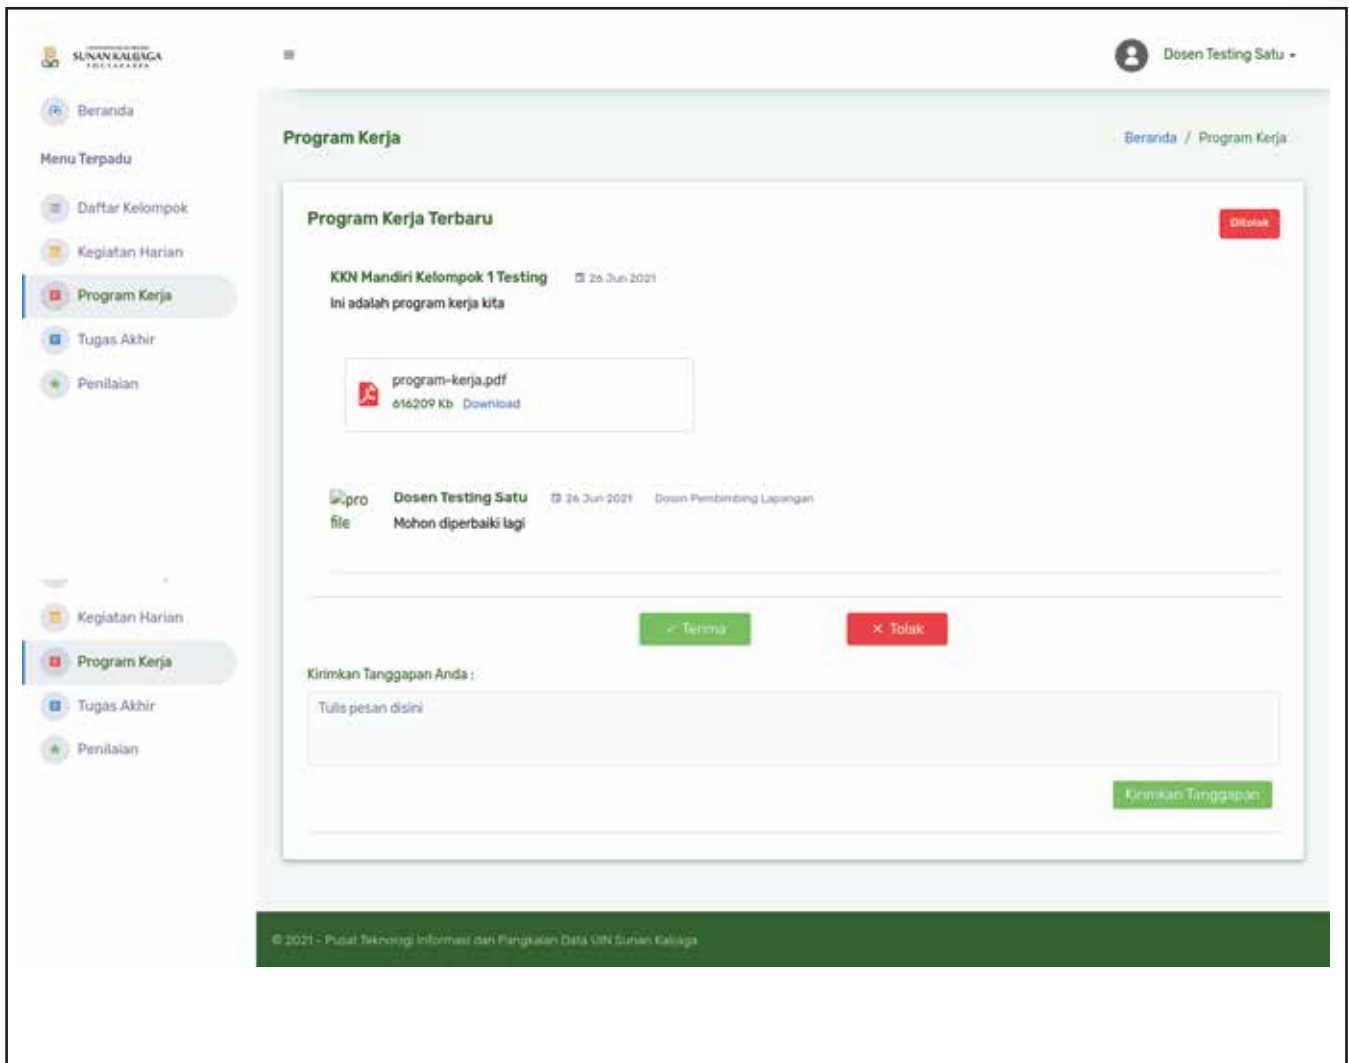 SUNAN KALIJAGA
YOGYAKARTA
Dosen Testing Satu
Beranda
Menu Terpadu
Daftar Kelompok
Kegiatan Harian
Program Kerja
Tugas Akhir
Penilaian
Program Kerja
Beranda / Program Kerja
Program Kerja Terbaru
Ditolak
KKN Mandiri Kelompok 1 Testing 26 Jun 2021
Ini adalah program kerja kita
program-kerja.pdf
616209 Kb Download
profile
Dosen Testing Satu 26 Jun 2021 Dosen Pembimbing Lapangan
Mohon diperbaiki lagi
Kegiatan Harian
Program Kerja
Tugas Akhir
Penilaian
✓ Terima
× Tolak
Kirimkan Tanggapan Anda :
Tulis pesan disini
Kirimkan Tanggapan
© 2021 - Pusat Teknologi Informasi dan Pangkalan Data UIN Sunan Kalijaga